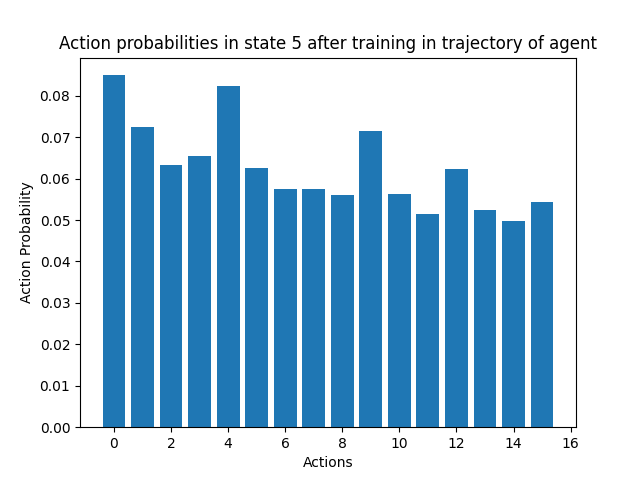 Action probabilities in state 5 after training in trajectory of agent
0.08
0.07
0.06
0.05
0.04
0.03
0.02
0.01
0.00
Action Probability
0 2 4 6 8 10 12 14 16
Actions